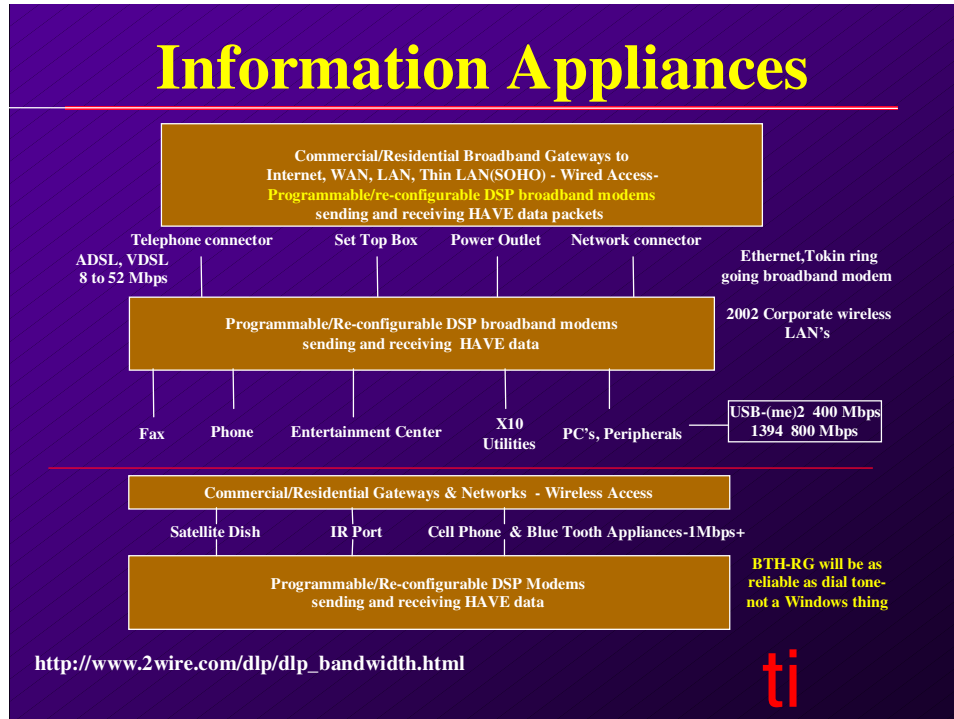 Information Appliances
Commercial/Residential Broadband Gateways to
Internet, WAN, LAN, Thin LAN(SOHO) - Wired Access-
Programmable/re-configurable DSP broadband modems
sending and receiving HAVE data packets
Telephone connector
Set Top Box
Power Outlet
Network connector
ADSL, VDSL
8 to 52 Mbps
Ethernet,Tokin ring
going broadband modem
2002 Corporate wireless
LAN's
Programmable/Re-configurable DSP broadband modems
sending and receiving HAVE data
Fax
Phone
Entertainment Center
X10
Utilities
PC's, Peripherals
USB-(me)2 400 Mbps
1394 800 Mbps
Commercial/Residential Gateways & Networks - Wireless Access
Satellite Dish
IR Port
Cell Phone & Blue Tooth Appliances-1Mbps+
Programmable/Re-configurable DSP Modems
sending and receiving HAVE data
BTH-RG will be as
reliable as dial tone-
not a Windows thing
http://www.2wire.com/dlp/dlp_bandwidth.html
ti